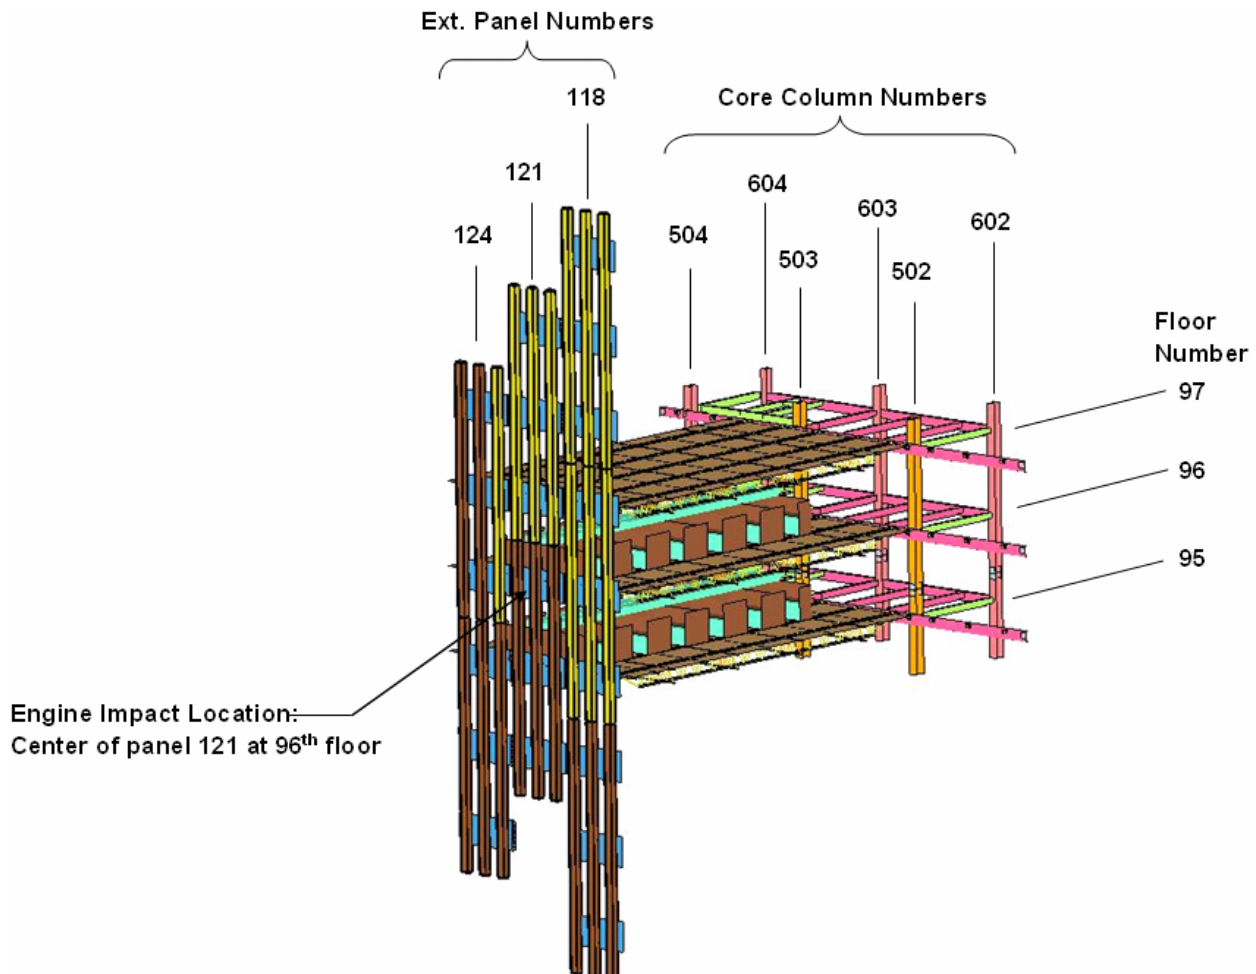 Ext. Panel Numbers
118
Core Column Numbers
121
604
603
602
124
504
503
502
Floor
Number
97
96
95
Engine Impact Location:
Center of panel 121 at 96th floor